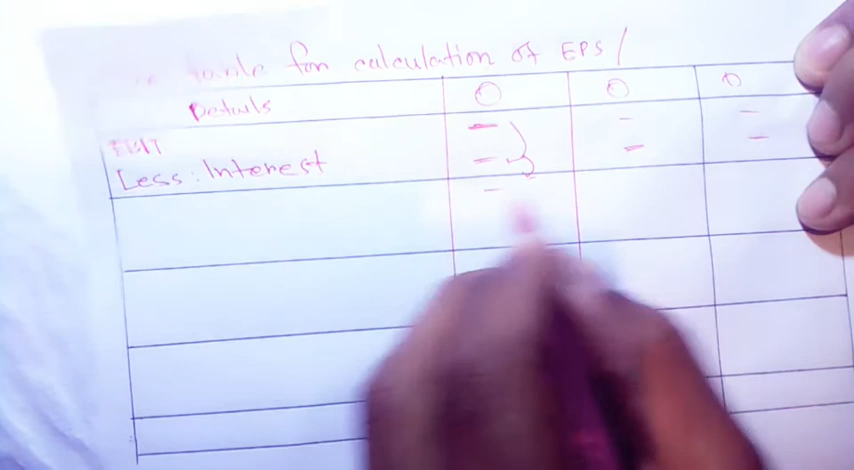 table for calculation of EPS/
Details
EBIT
Less: Interest